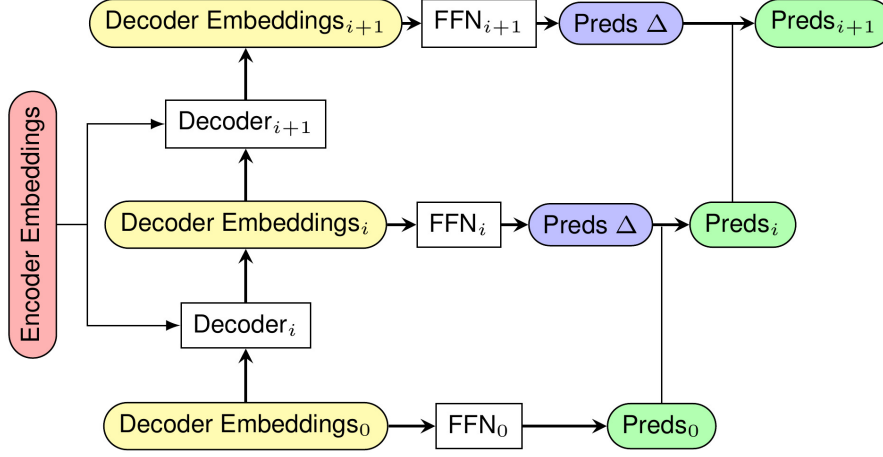 Decoder Embeddings_{i+1}
FFN_{i+1}
Preds Δ
Preds_{i+1}
Encoder Embeddings
Decoder_{i+1}
Decoder Embeddings_i
FFN_i
Preds Δ
Preds_i
Decoder_i
Decoder Embeddings_0
FFN_0
Preds_0